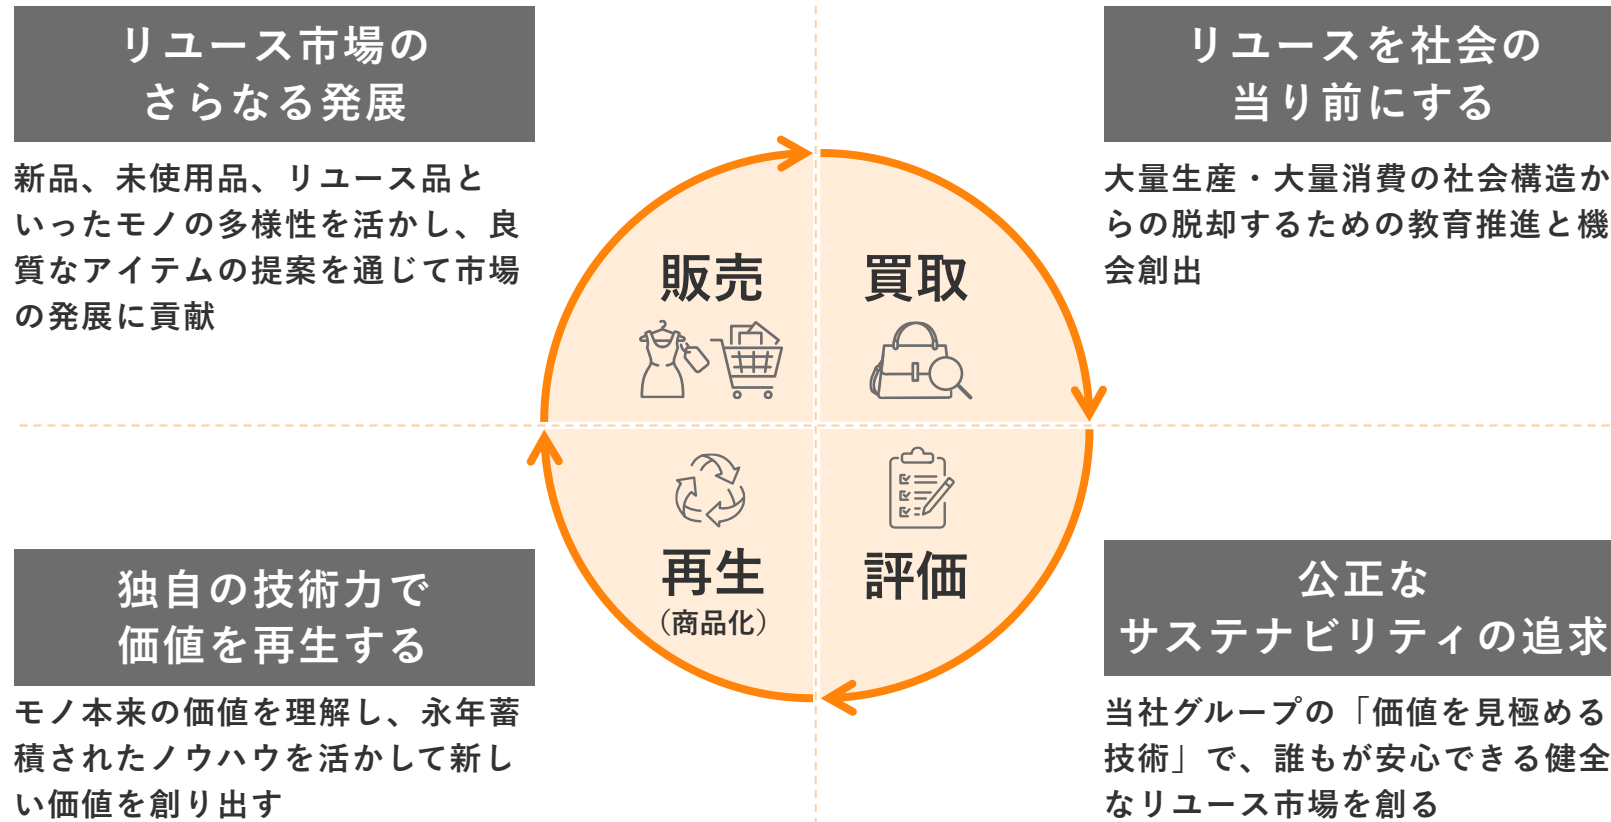 リユース市場の
さらなる発展
新品、未使用品、リユース品と
いったモノの多様性を活かし、良
質なアイテムの提案を通じて市場
の発展に貢献
リユースを社会の
当り前にする
大量生産・大量消費の社会構造か
らの脱却するための教育推進と機
会創出
販売
買取
再生
（商品化）
評価
独自の技術力で
価値を再生する
モノ本来の価値を理解し、永年蓄
積されたノウハウを活かして新し
い価値を創り出す
公正な
サステナビリティの追求
当社グループの「価値を見極める
技術」で、誰もが安心できる健全
なリユース市場を創る